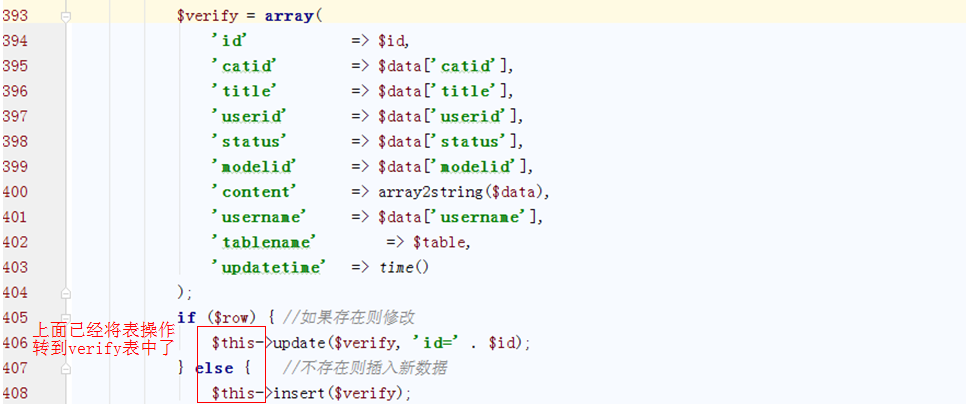 393 $verify = array(
394 'id' => $id,
395 'catid' => $data['catid'],
396 'title' => $data['title'],
397 'userid' => $data['userid'],
398 'status' => $data['status'],
399 'modelid' => $data['modelid'],
400 'content' => array2string($data),
401 'username' => $data['username'],
402 'tablename' => $table,
403 'updatetime' => time()
404 );
405 if ($row) { //如果存在则修改
上面已经将表操作
406 $this->update($verify, 'id=' . $id);
转到verify表中了
407 } else { //不存在则插入新数据
408 $this->insert($verify);